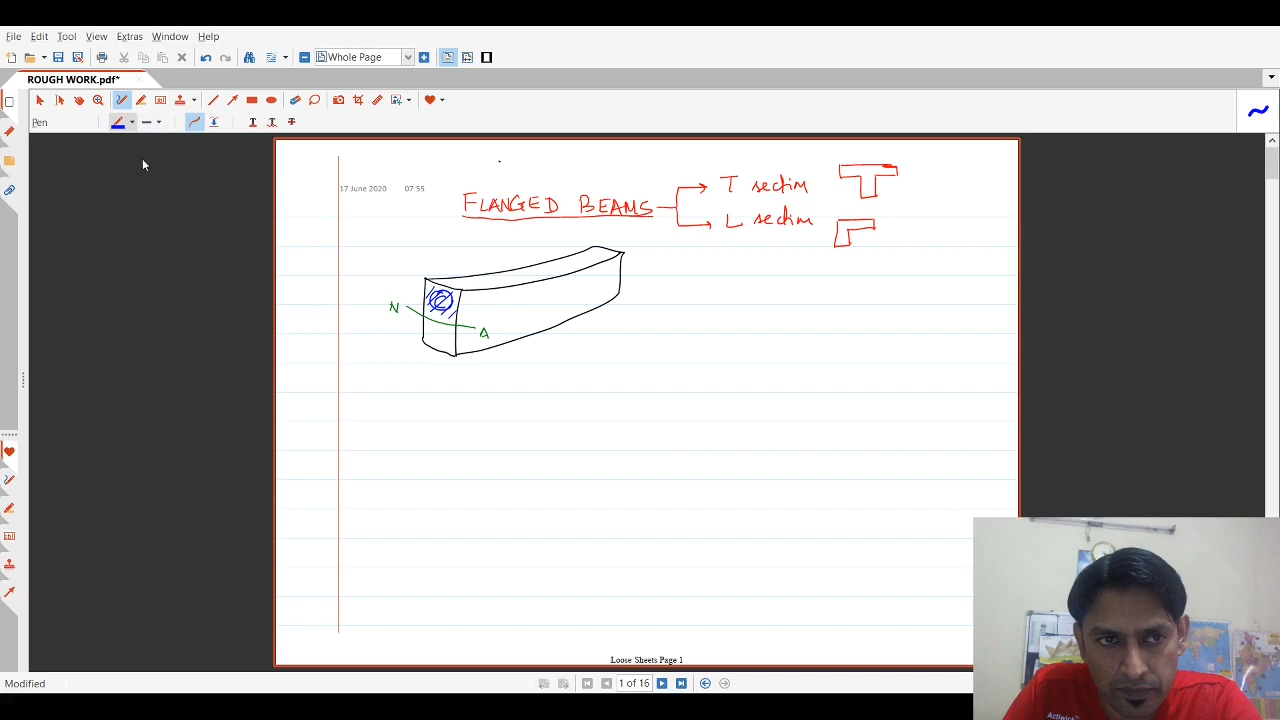 File Edit Tool View Extras Window Help
Whole Page
ROUGH WORK.pdf*
Pen
17 June 2020 07:55
FLANGED BEAMS
T section
L section
C
N
A
Loose Sheets Page 1
Modified
1 of 16